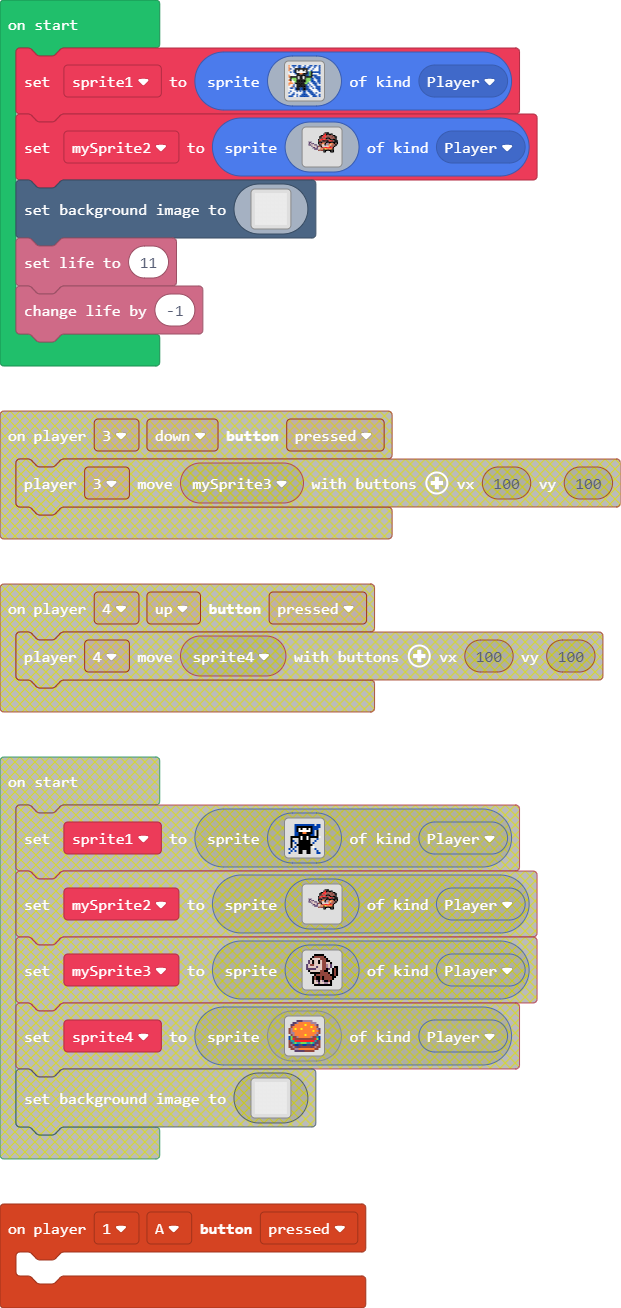 on start
set sprite1 to sprite of kind Player
set mySprite2 to sprite of kind Player
set background image to
set life to 11
change life by -1
on player 3 down button pressed
player 3 move mySprite3 with buttons vx 100 vy 100
on player 4 up button pressed
player 4 move sprite4 with buttons vx 100 vy 100
on start
set sprite1 to sprite of kind Player
set mySprite2 to sprite of kind Player
set mySprite3 to sprite of kind Player
set sprite4 to sprite of kind Player
set background image to
on player 1 A button pressed